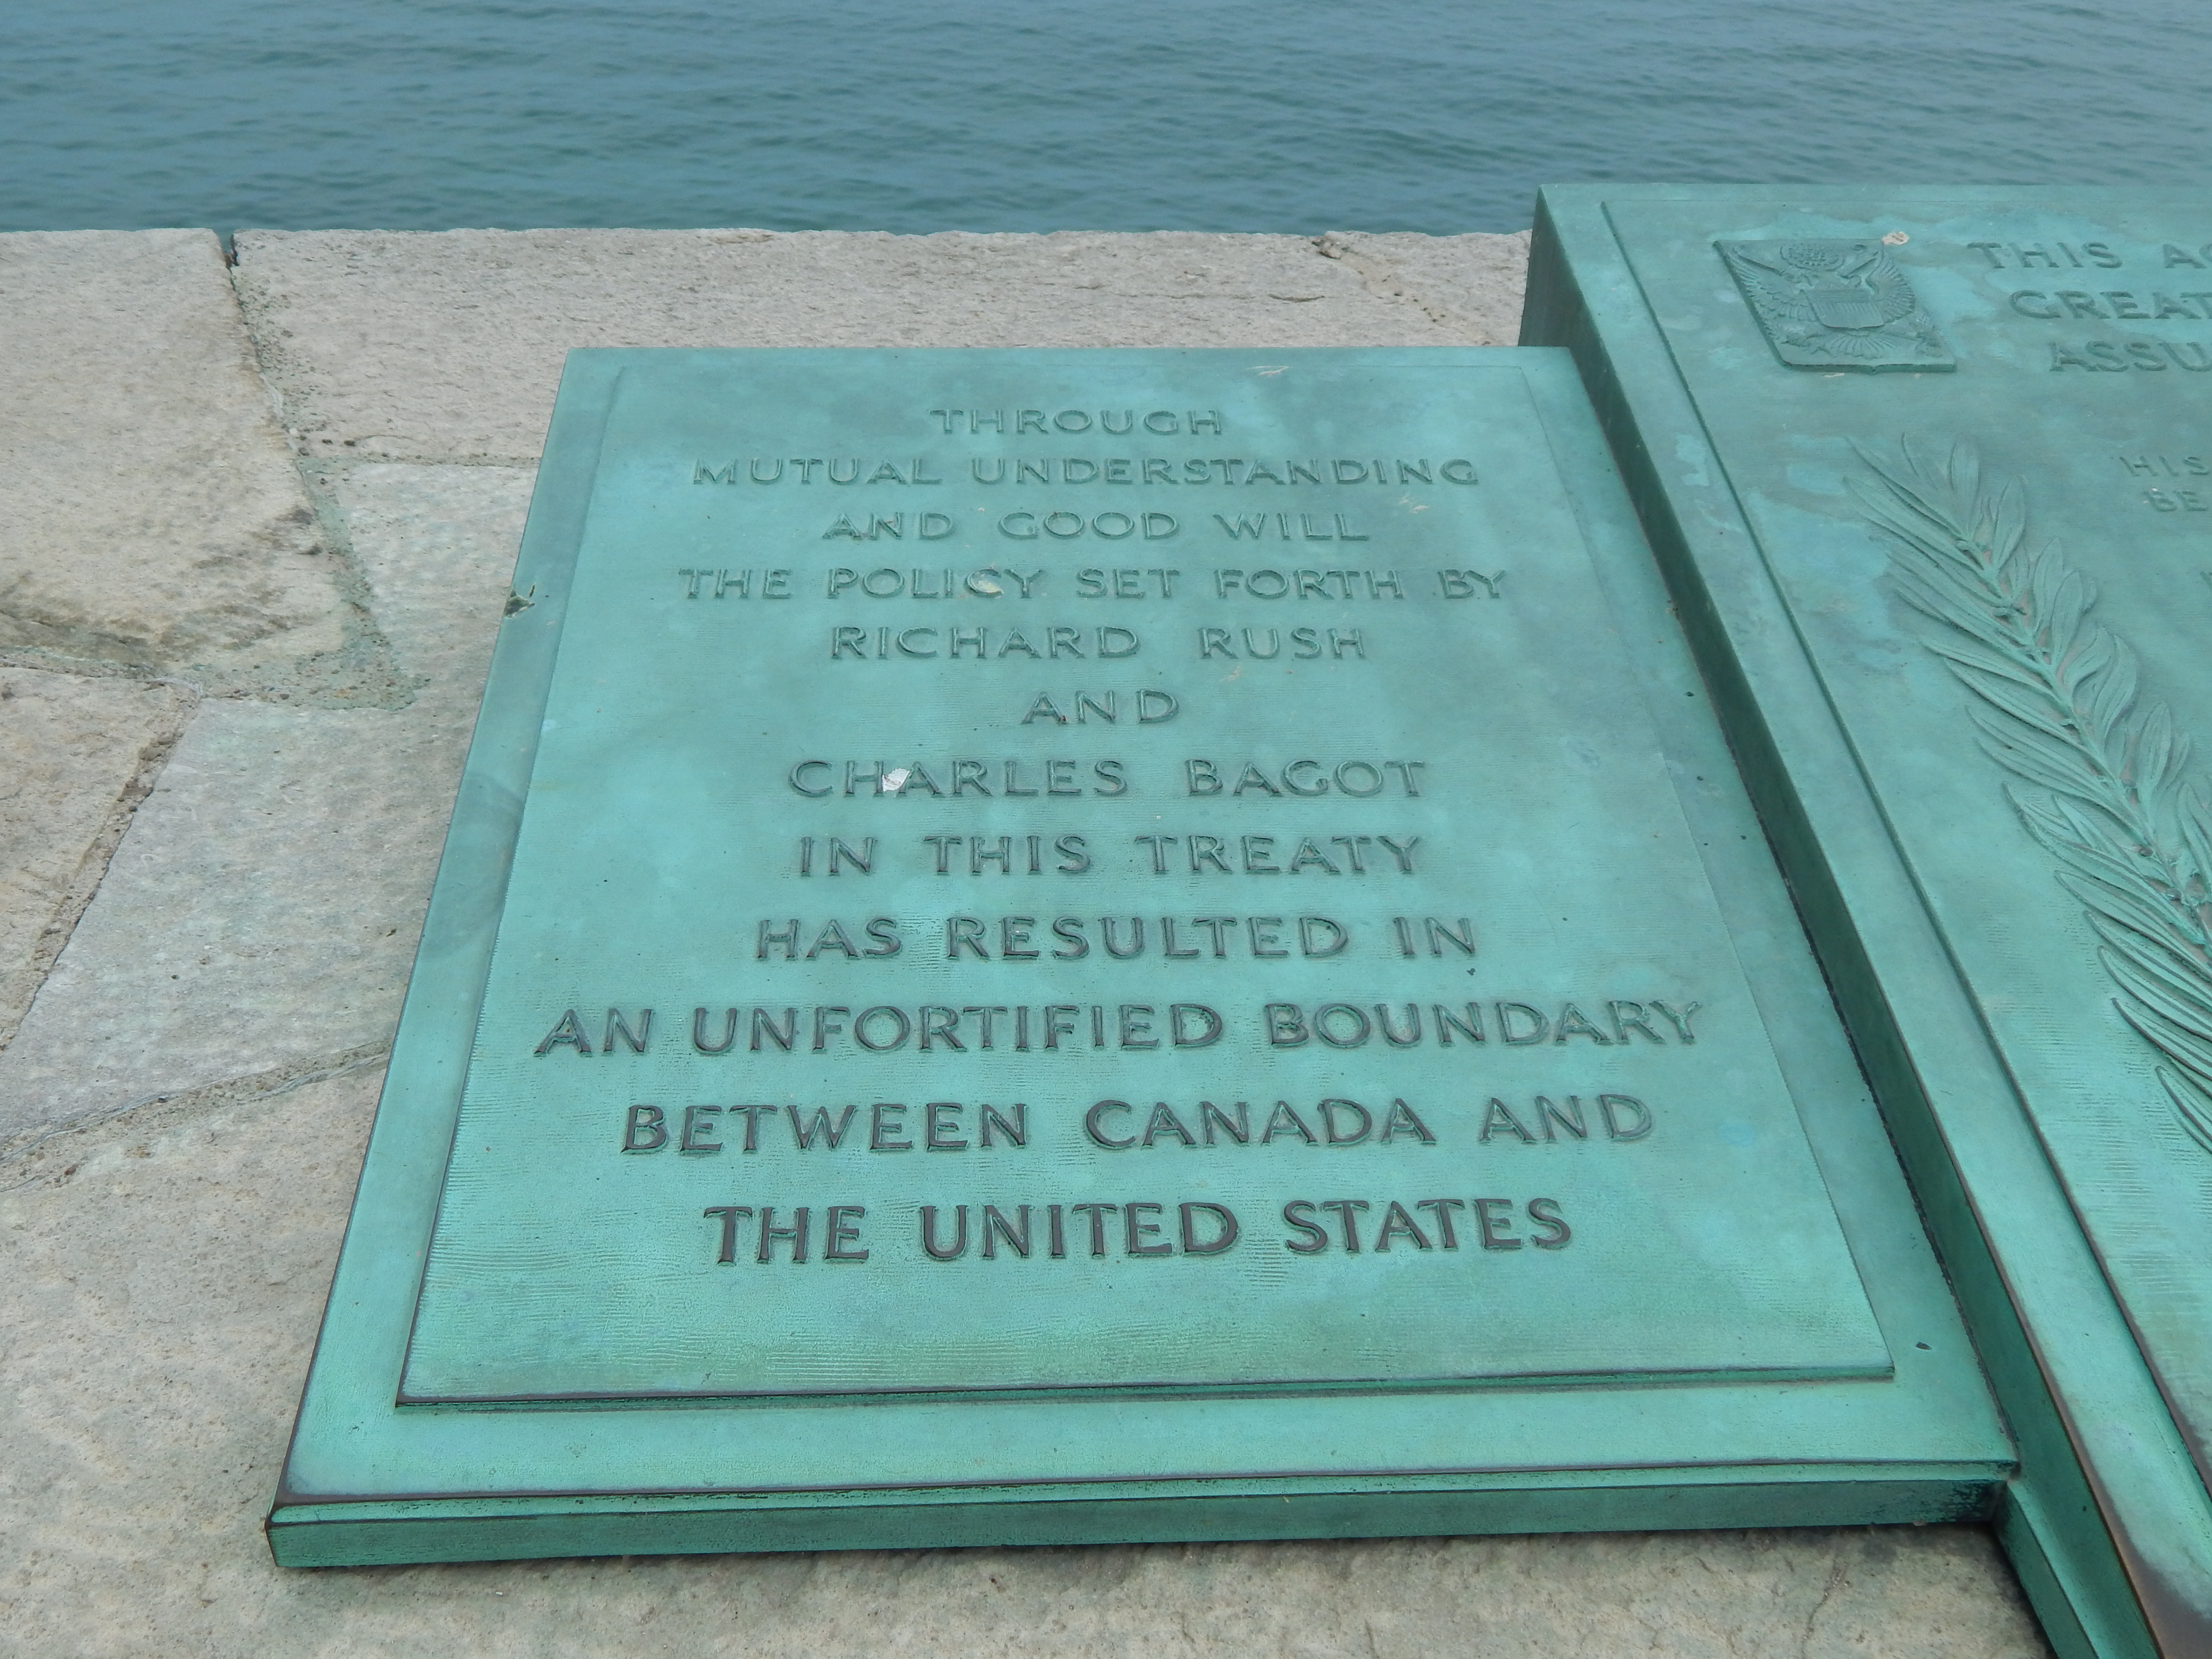 THROUGH
MUTUAL UNDERSTANDING
AND GOOD WILL
THE POLICY SET FORTH BY
RICHARD RUSH
AND
CHARLES BAGOT
IN THIS TREATY
HAS RESULTED IN
AN UNFORTIFIED BOUNDARY
BETWEEN CANADA AND
THE UNITED STATES
THIS
GREAT